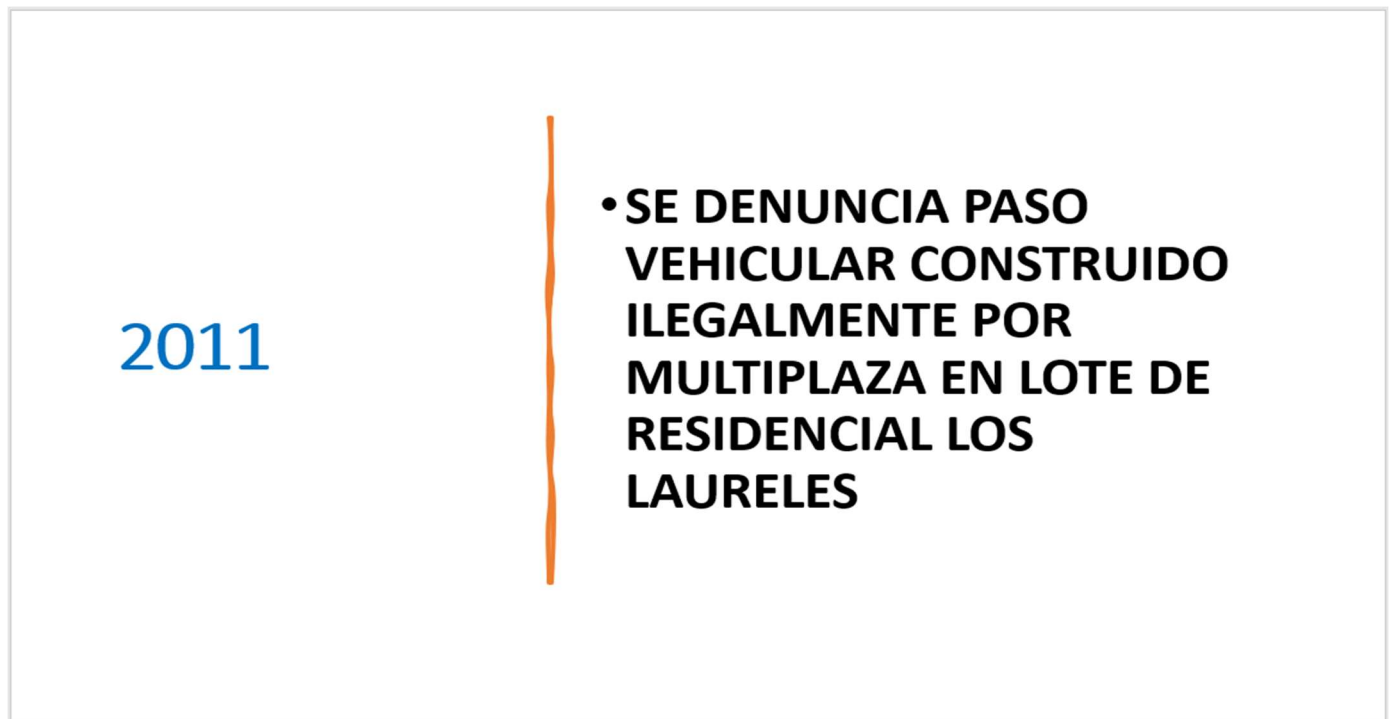 2011
•SE DENUNCIA PASO
VEHICULAR CONSTRUIDO
ILEGALMENTE POR
MULTIPLAZA EN LOTE DE
RESIDENCIAL LOS
LAURELES